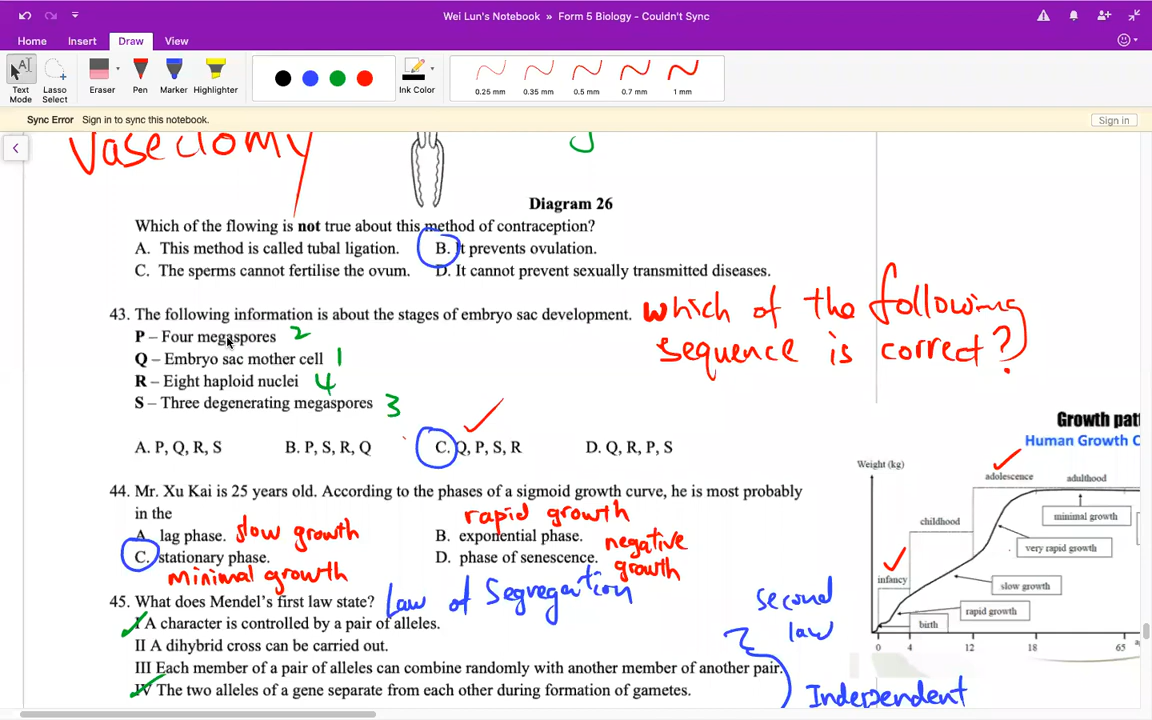 Wei Lun's Notebook » Form 5 Biology - Couldn't Sync
Home Insert Draw View
Text Mode
Lasso Select
Eraser
Pen
Marker
Highlighter
Ink Color
0.25 mm 0.35 mm 0.5 mm 0.7 mm 1 mm
Sync Error Sign in to sync this notebook. Sign in
Vasectomy
Diagram 26
Which of the flowing is not true about this method of contraception?
A. This method is called tubal ligation. B. It prevents ovulation.
C. The sperms cannot fertilise the ovum. D. It cannot prevent sexually transmitted diseases.
43. The following information is about the stages of embryo sac development. which of the following
sequence is correct?
P – Four megaspores 2
Q – Embryo sac mother cell 1
R – Eight haploid nuclei 4
S – Three degenerating megaspores 3
A. P, Q, R, S B. P, S, R, Q C. Q, P, S, R D. Q, R, P, S
44. Mr. Xu Kai is 25 years old. According to the phases of a sigmoid growth curve, he is most probably
in the
A. lag phase. slow growth B. exponential phase. rapid growth
C. stationary phase. minimal growth D. phase of senescence. negative growth
45. What does Mendel's first law state? Law of Segregation
I A character is controlled by a pair of alleles.
II A dihybrid cross can be carried out.
III Each member of a pair of alleles can combine randomly with another member of another pair.
IV The two alleles of a gene separate from each other during formation of gametes.
second law
Independent
Growth pat
Human Growth C
Weight (kg)
adolescence adulthood
minimal growth
childhood
very rapid growth
infancy
slow growth
rapid growth
birth
0 4 12 18 65